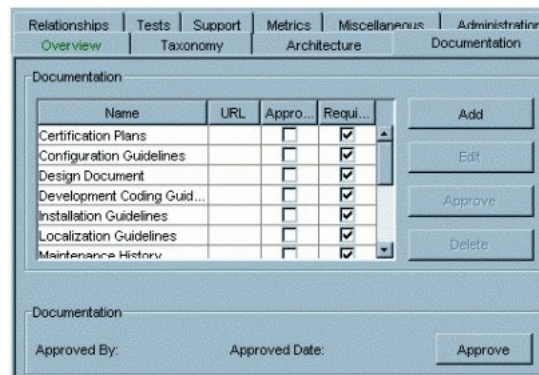 Relationships Tests Support Metrics Miscellaneous Administration
Overview Taxonomy Architecture Documentation
Documentation
Name URL Appro... Requi...
Certification Plans
Configuration Guidelines
Design Document
Development Coding Guid...
Installation Guidelines
Localization Guidelines
Maintenance History
Add
Edit
Approve
Delete
Documentation
Approved By: Approved Date: Approve